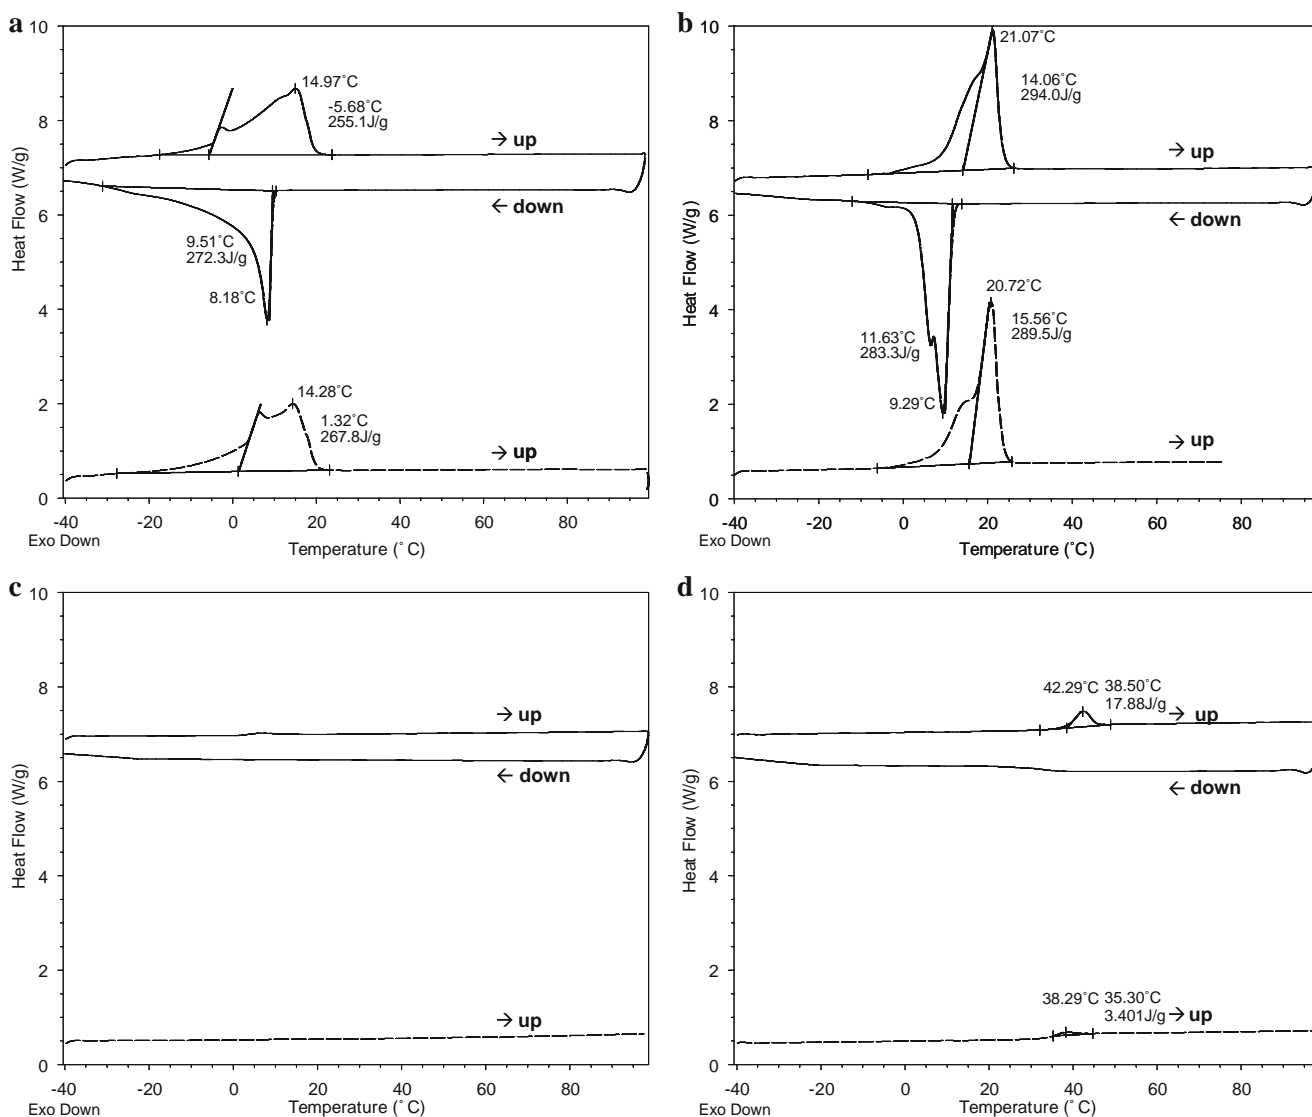 a
10
8
6
4
2
0
Heat Flow (W/g)
14.97˚C
-5.68˚C
255.1J/g
→ up
← down
9.51˚C
272.3J/g
8.18˚C
14.28˚C
1.32˚C
267.8J/g
→ up
-40 0 20 40 60 80
Exo Down
Temperature (˚C)
b
10
8
6
4
2
0
Heat Flow (W/g)
21.07˚C
14.06˚C
294.0J/g
→ up
← down
11.63˚C
283.3J/g
9.29˚C
20.72˚C
15.56˚C
289.5J/g
→ up
-40 -20 0 20 40 60 80
Exo Down
Temperature (˚C)
c
10
8
6
4
2
0
Heat Flow (W/g)
→ up
← down
→ up
-40 -20 0 20 40 60 80
Exo Down
Temperature (˚C)
d
10
8
6
4
2
0
Heat Flow (W/g)
42.29˚C
38.50˚C
17.88J/g
→ up
← down
38.29˚C
35.30˚C
3.401J/g
→ up
-40 -20 0 20 40 60 80
Exo Down
Temperature (˚C)